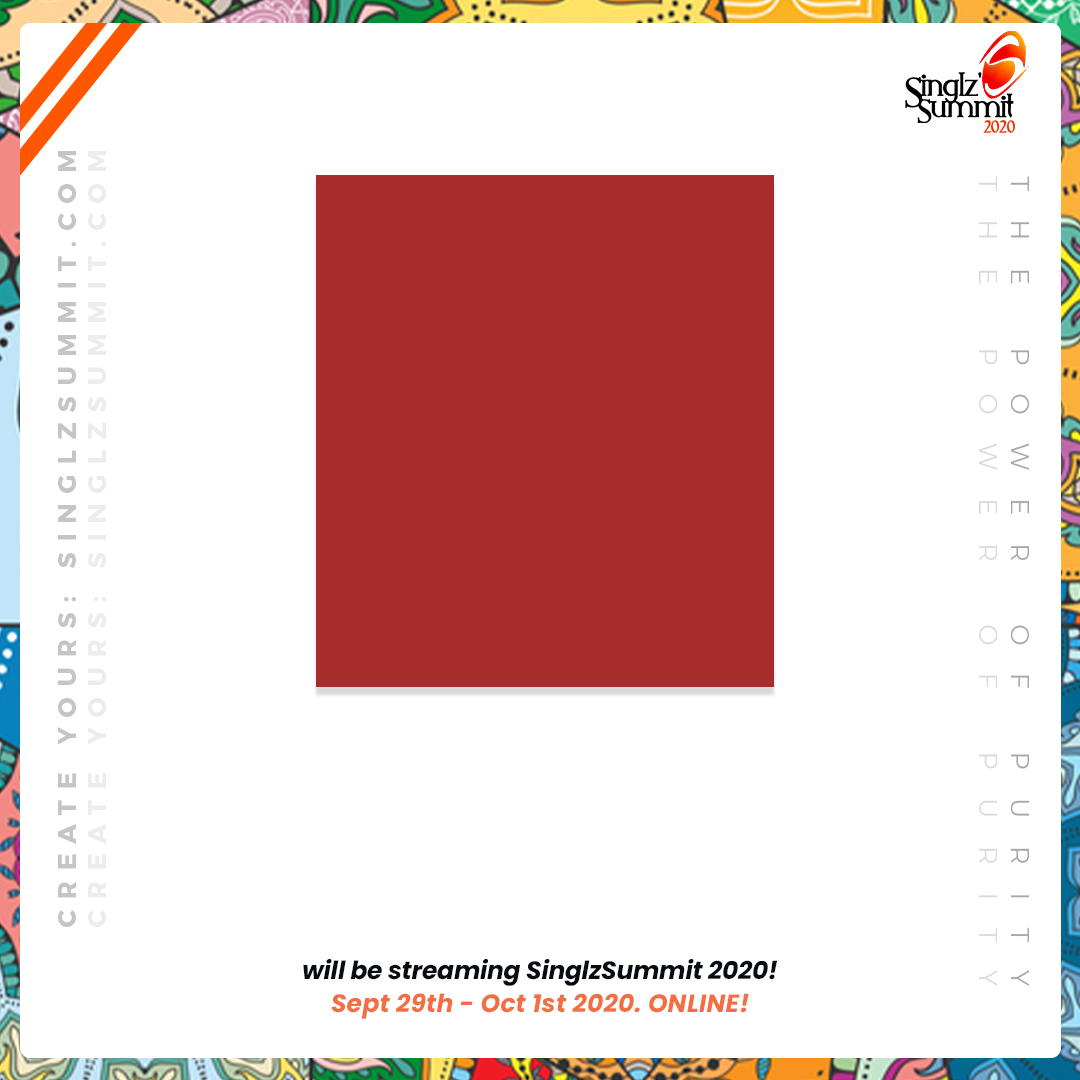 Singlz'
Summit
2020
CREATE YOURS: SINGLZSUMMIT.COM
CREATE YOURS: SINGLZSUMMIT.COM
THE POWER OF PURITY
THE POWER OF PURITY
will be streaming SinglzSummit 2020!
Sept 29th - Oct 1st 2020. ONLINE!